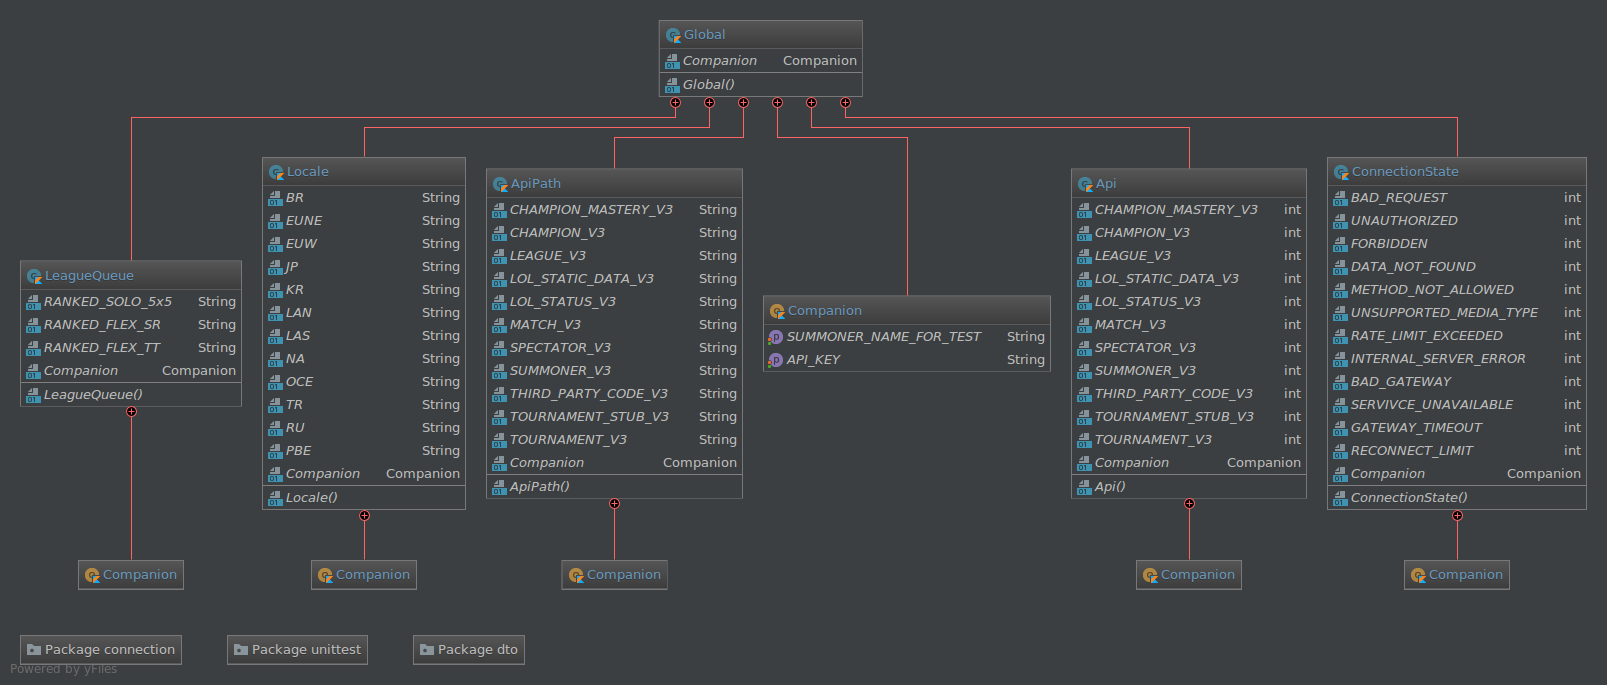 Global
Companion Companion
Global()
LeagueQueue
RANKED_SOLO_5x5 String
RANKED_FLEX_SR String
RANKED_FLEX_TT String
Companion Companion
LeagueQueue()
Locale
BR String
EUNE String
EUW String
JP String
KR String
LAN String
LAS String
NA String
OCE String
TR String
RU String
PBE String
Companion Companion
Locale()
ApiPath
CHAMPION_MASTERY_V3 String
CHAMPION_V3 String
LEAGUE_V3 String
LOL_STATIC_DATA_V3 String
LOL_STATUS_V3 String
MATCH_V3 String
SPECTATOR_V3 String
SUMMONER_V3 String
THIRD_PARTY_CODE_V3 String
TOURNAMENT_STUB_V3 String
TOURNAMENT_V3 String
Companion Companion
ApiPath()
Companion
SUMMONER_NAME_FOR_TEST String
API_KEY String
Api
CHAMPION_MASTERY_V3 int
CHAMPION_V3 int
LEAGUE_V3 int
LOL_STATIC_DATA_V3 int
LOL_STATUS_V3 int
MATCH_V3 int
SPECTATOR_V3 int
SUMMONER_V3 int
THIRD_PARTY_CODE_V3 int
TOURNAMENT_STUB_V3 int
TOURNAMENT_V3 int
Companion Companion
Api()
ConnectionState
BAD_REQUEST int
UNAUTHORIZED int
FORBIDDEN int
DATA_NOT_FOUND int
METHOD_NOT_ALLOWED int
UNSUPPORTED_MEDIA_TYPE int
RATE_LIMIT_EXCEEDED int
INTERNAL_SERVER_ERROR int
BAD_GATEWAY int
SERVIVCE_UNAVAILABLE int
GATEWAY_TIMEOUT int
RECONNECT_LIMIT int
Companion Companion
ConnectionState()
Companion
Companion
Companion
Companion
Companion
Package connection
Package unittest
Package dto
Powered by yFiles